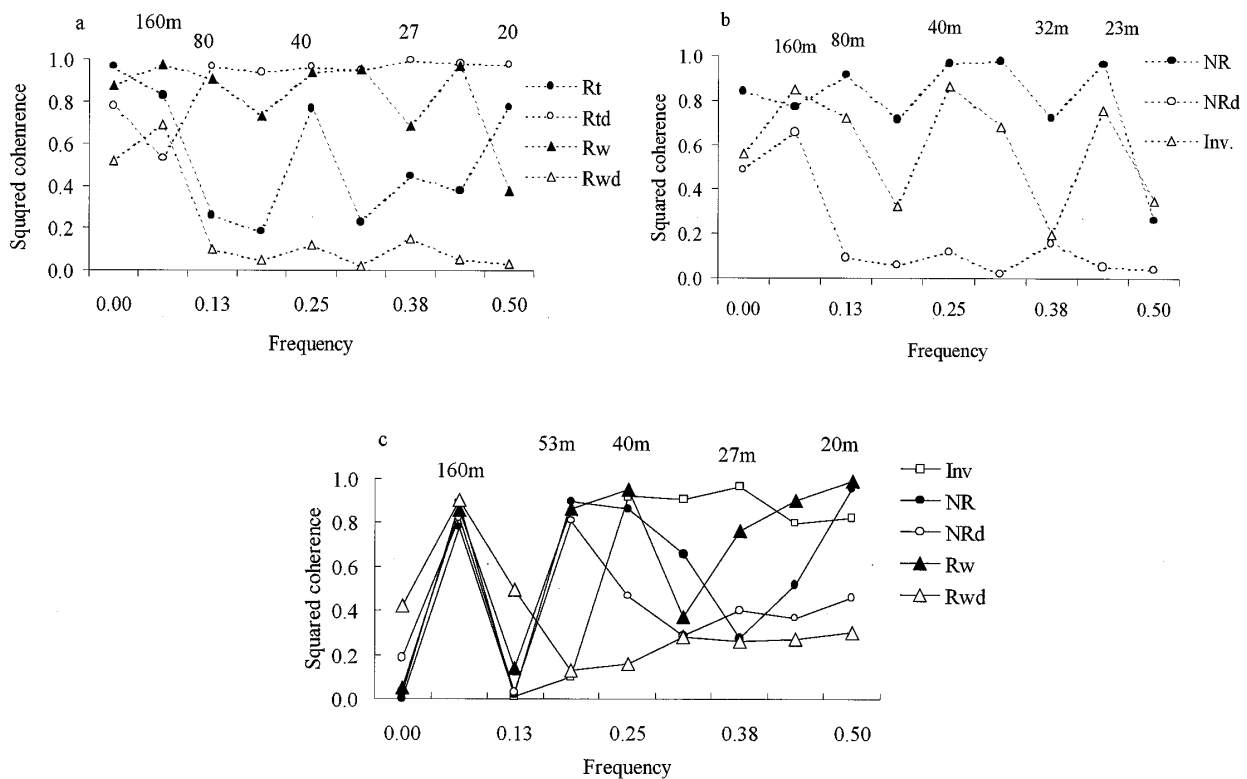 a
160m
80
40
27
20
1.0
0.8
0.6
0.4
0.2
0.0
Squqred coherence
0.00
0.13
0.25
0.38
0.50
Frequency
Rt
Rtd
Rw
Rwd
b
160m
80m
40m
32m
23m
1.0
0.8
0.6
0.4
0.2
0.0
Squared coherence
0.00
0.13
0.25
0.38
0.50
Frequency
NR
NRd
Inv.
c
160m
53m
40m
27m
20m
1.0
0.8
0.6
0.4
0.2
0.0
Squared coherence
0.00
0.13
0.25
0.38
0.50
Frequency
Inv
NR
NRd
Rw
Rwd